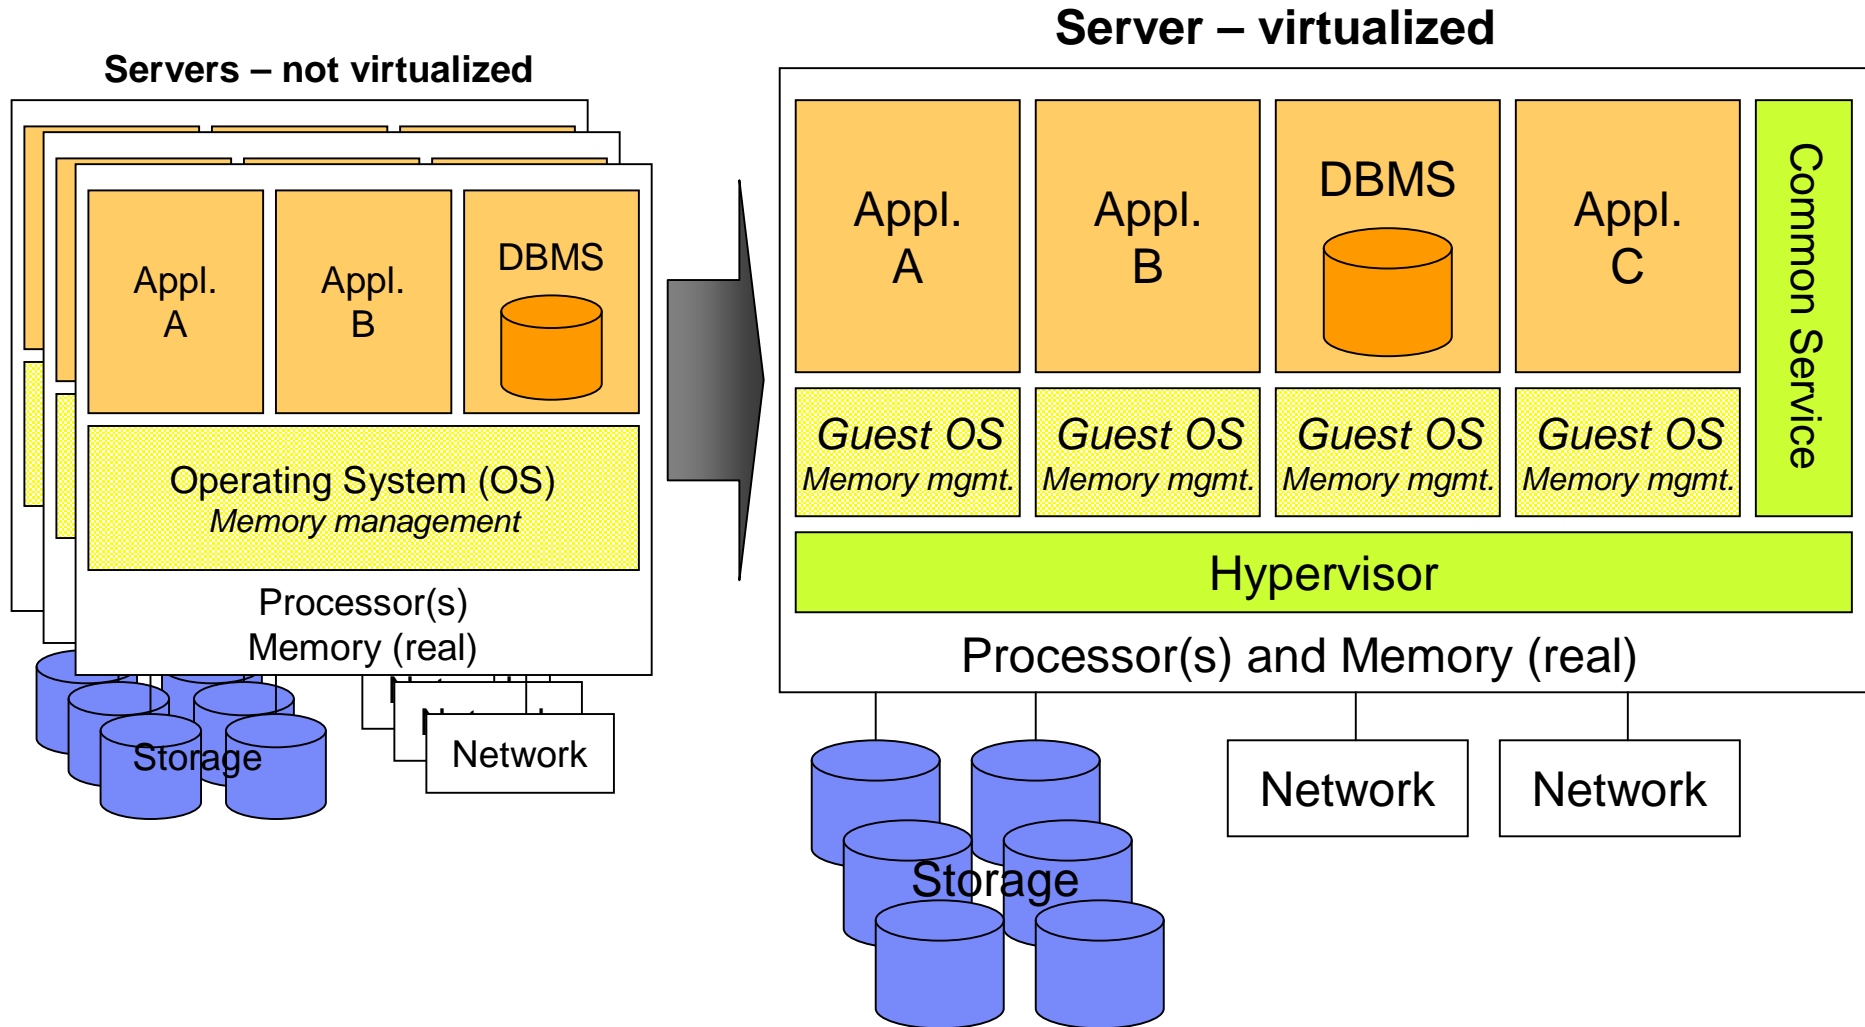 Servers – not virtualized
Appl.
A
Appl.
B
DBMS
Operating System (OS)
Memory management
Processor(s)
Memory (real)
Storage
Network
Server – virtualized
Appl.
A
Appl.
B
DBMS
Appl.
C
Common Service
Guest OS
Memory mgmt.
Guest OS
Memory mgmt.
Guest OS
Memory mgmt.
Guest OS
Memory mgmt.
Hypervisor
Processor(s) and Memory (real)
Storage
Network
Network